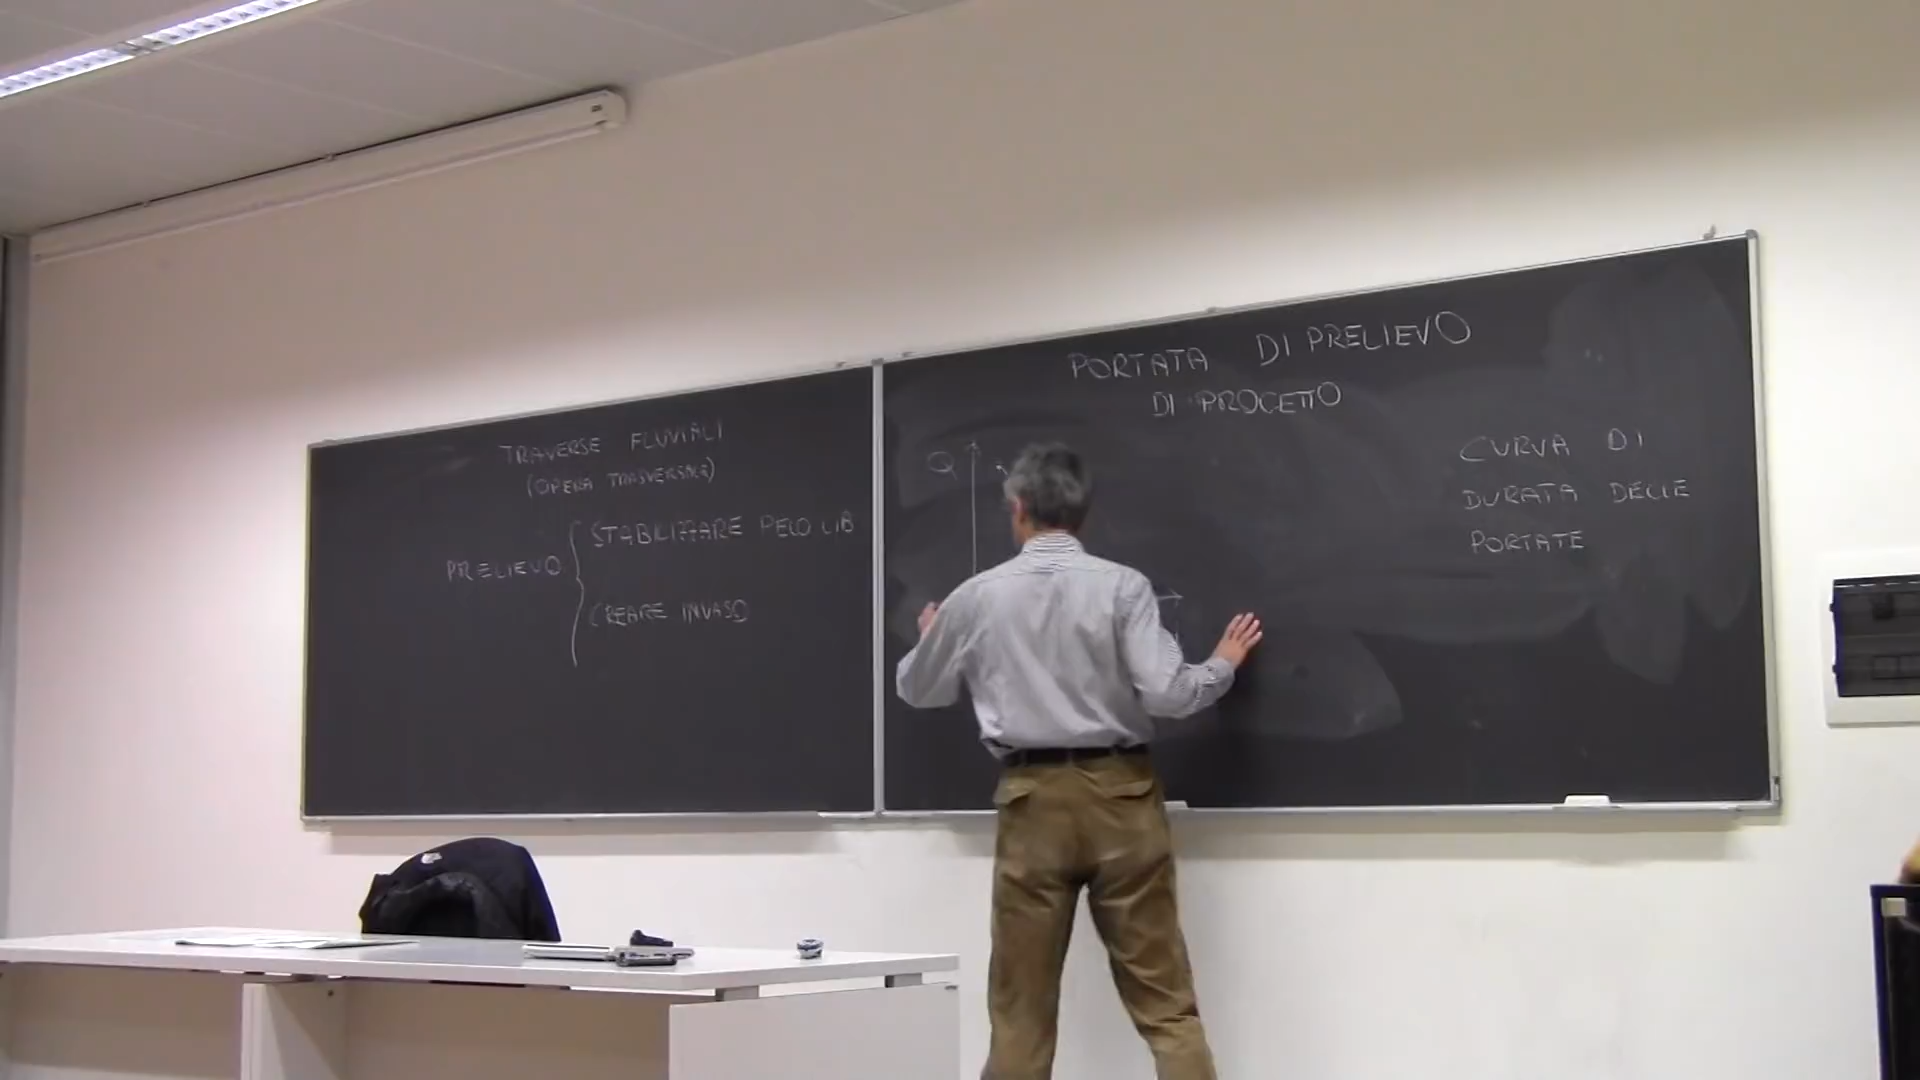 TRAVERSE FLUVIALI
(OPERA TRASVERSALE)
PRELIEVO
STABILIZZARE PELO LIB
CREARE INVASO
PORTATA DI PRELIEVO
DI PROGETTO
Q
CURVA DI
DURATA DELLE
PORTATE